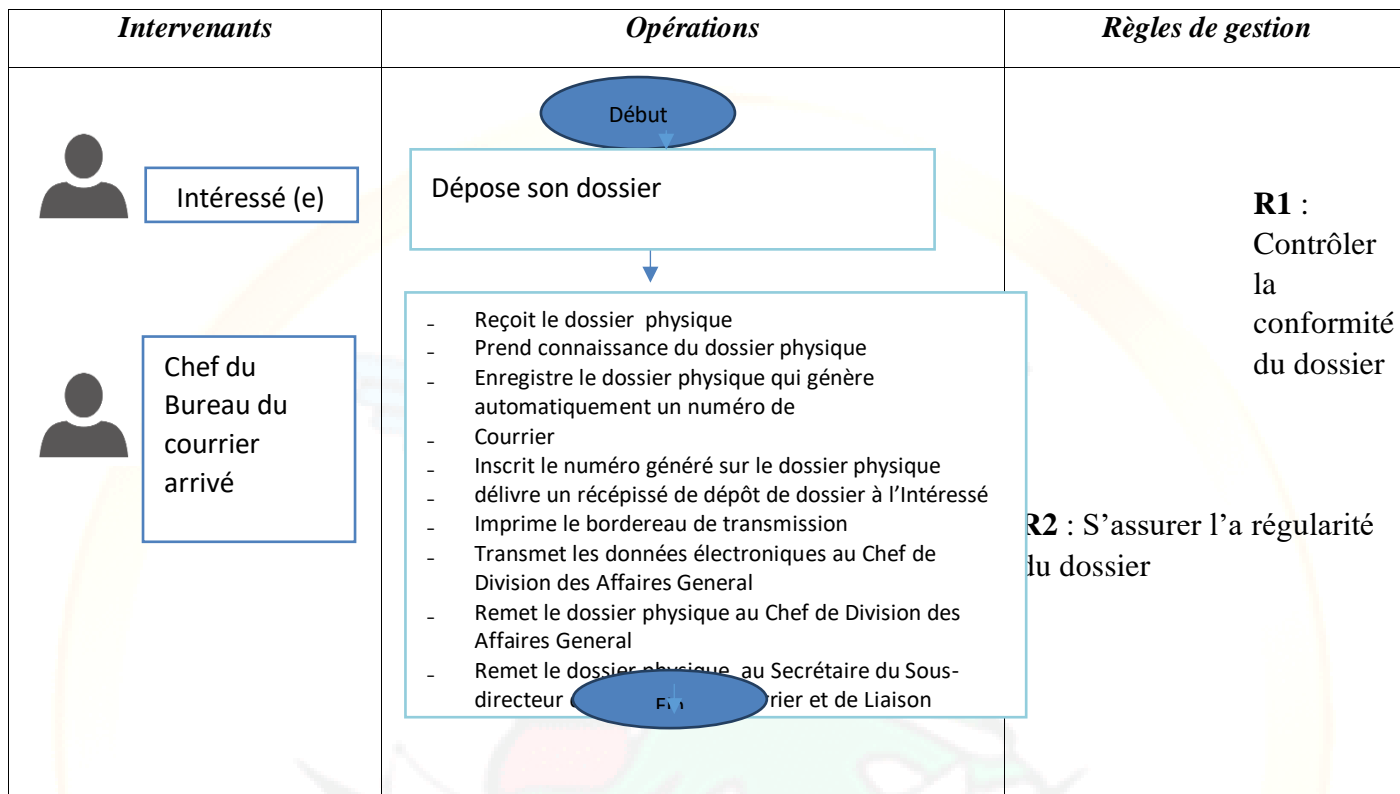 Intervenants
Opérations
Règles de gestion
Début
Intéressé (e)
Dépose son dossier
R1 :
Contrôler
la
conformité
du dossier
Chef du
Bureau du
courrier
arrivé
- Reçoit le dossier physique
- Prend connaissance du dossier physique
- Enregistre le dossier physique qui génère
automatiquement un numéro de
- Courrier
- Inscrit le numéro généré sur le dossier physique
- délivre un récépissé de dépôt de dossier à l’Intéressé
- Imprime le bordereau de transmission
- Transmet les données électroniques au Chef de
Division des Affaires General
- Remet le dossier physique au Chef de Division des
Affaires General
- Remet le dossier physique au Secrétaire du Sous-
directeur et de Liaison
Fin
R2 : S’assurer l’a régularité
du dossier